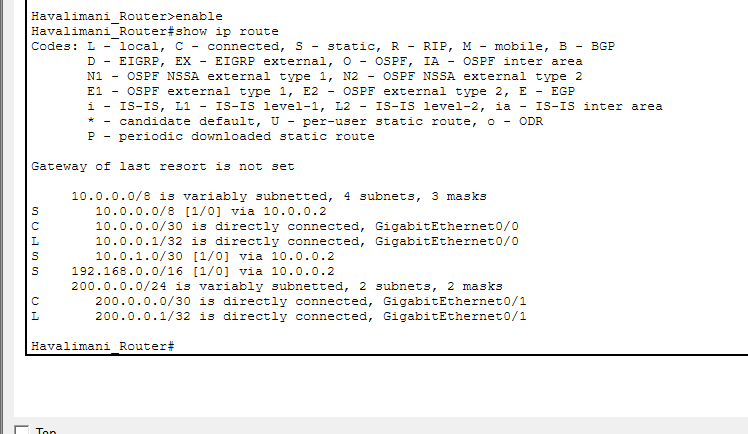 Havalimani_Router>enable
Havalimani_Router#show ip route
Codes: L - local, C - connected, S - static, R - RIP, M - mobile, B - BGP
       D - EIGRP, EX - EIGRP external, O - OSPF, IA - OSPF inter area
       N1 - OSPF NSSA external type 1, N2 - OSPF NSSA external type 2
       E1 - OSPF external type 1, E2 - OSPF external type 2, E - EGP
       i - IS-IS, L1 - IS-IS level-1, L2 - IS-IS level-2, ia - IS-IS inter area
       * - candidate default, U - per-user static route, o - ODR
       P - periodic downloaded static route
Gateway of last resort is not set
     10.0.0.0/8 is variably subnetted, 4 subnets, 3 masks
S       10.0.0.0/8 [1/0] via 10.0.0.2
C       10.0.0.0/30 is directly connected, GigabitEthernet0/0
L       10.0.0.1/32 is directly connected, GigabitEthernet0/0
S       10.0.1.0/30 [1/0] via 10.0.0.2
S    192.168.0.0/16 [1/0] via 10.0.0.2
     200.0.0.0/24 is variably subnetted, 2 subnets, 2 masks
C       200.0.0.0/30 is directly connected, GigabitEthernet0/1
L       200.0.0.1/32 is directly connected, GigabitEthernet0/1
Havalimani_Router#
Top